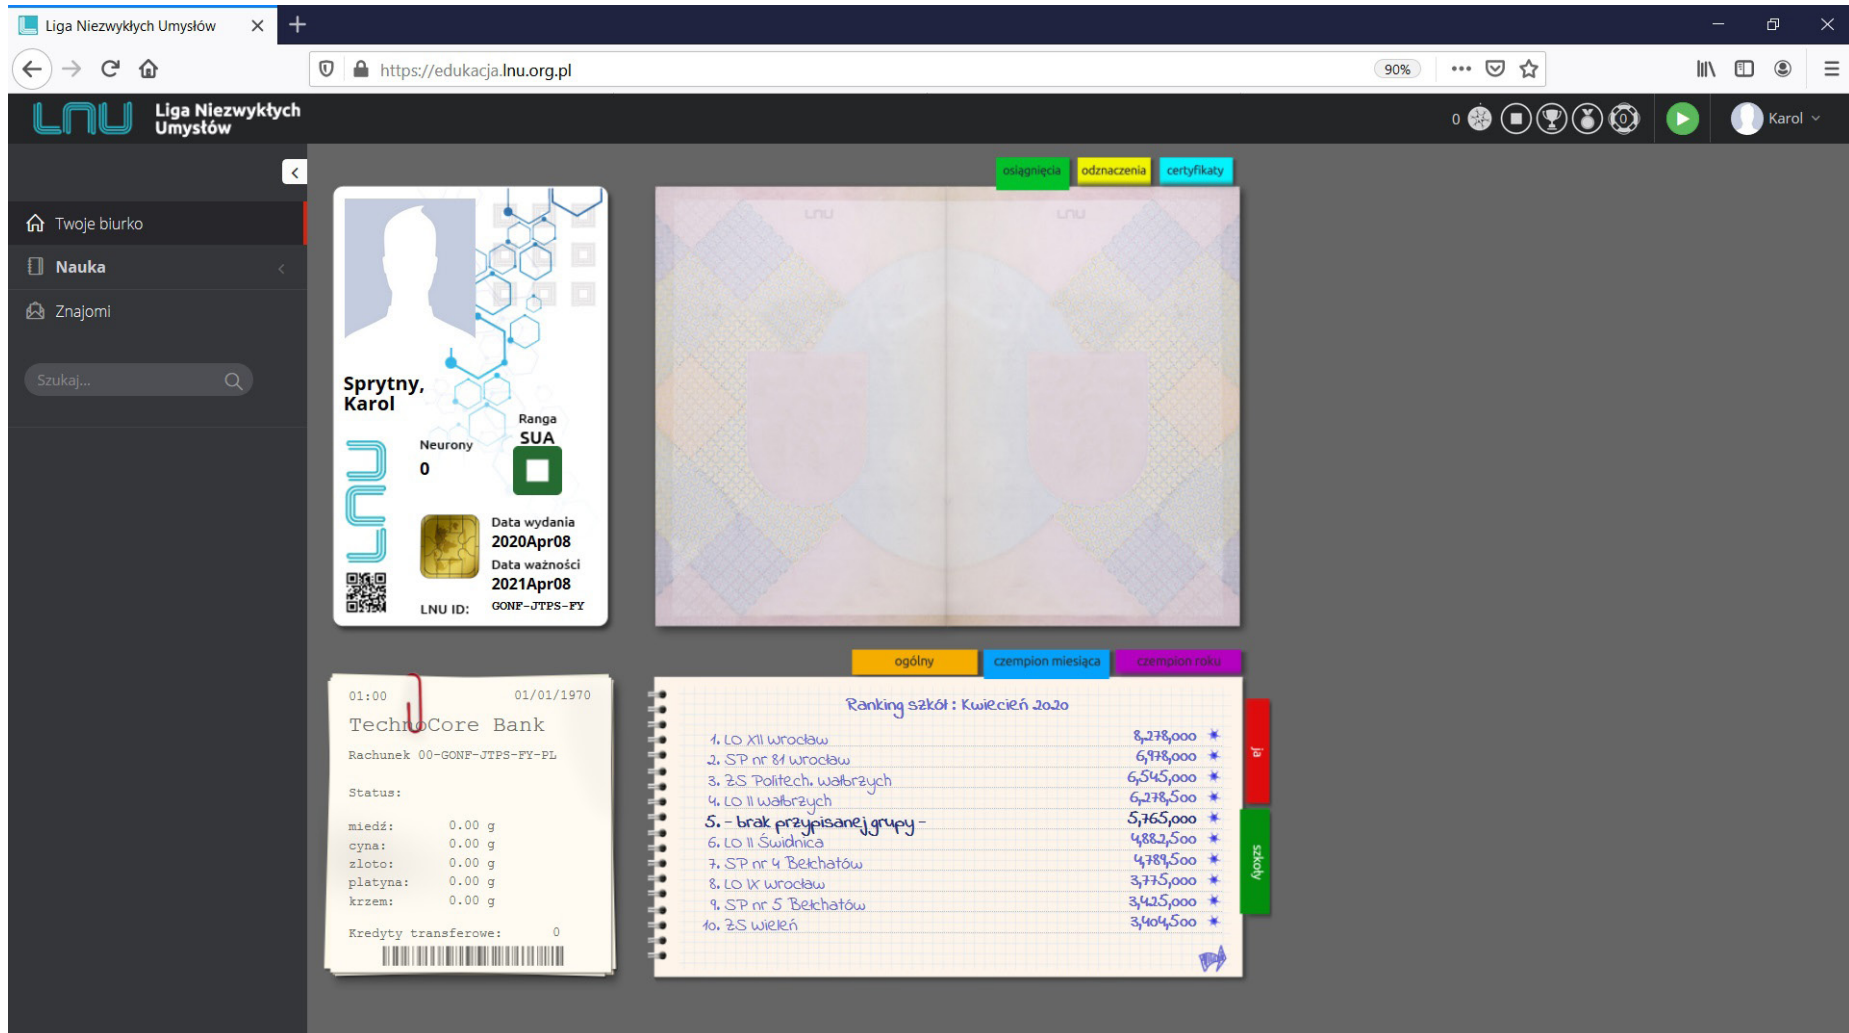 Liga Niezwykłych Umysłów
https://edukacja.lnu.org.pl
90%
LNU
Liga Niezwykłych
Umysłów
0
0
Karol
Twoje biurko
Nauka
Znajomi
Szukaj...
osiągnięcia
odznaczenia
certyfikaty
LNU
LNU
Sprytny,
Karol
Ranga
SUA
Neurony
0
LNU
Data wydania
2020Apr08
Data ważności
2021Apr08
LNU ID:
GONF-JTPS-FY
01:00
01/01/1970
TechnoCore Bank
Rachunek 00-GONF-JTPS-FY-PL
Status:
miedź: 0.00 g
cyna: 0.00 g
zloto: 0.00 g
platyna: 0.00 g
krzem: 0.00 g
Kredyty transferowe: 0
ogólny
czempion miesiąca
czempion roku
Ranking szkół : Kwiecień 2020
1. LO XII Wrocław 8,278,000
2. SP nr 81 Wrocław 6,978,000
3. ZS Politech. Wałbrzych 6,545,000
4. LO II Wałbrzych 6,278,500
5. - brak przypisanej grupy - 5,765,000
6. LO II Świdnica 4,882,500
7. SP nr 4 Bełchatów 4,789,500
8. LO IX Wrocław 3,775,000
9. SP nr 5 Bełchatów 3,425,000
10. ZS Wieleń 3,404,500
ja
szkoły